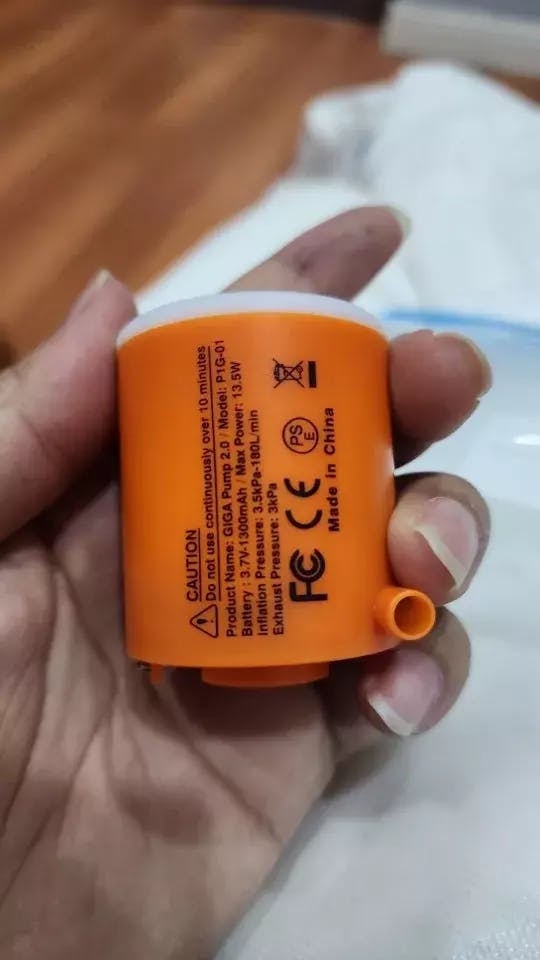 CAUTION
Do not use continuously over 10 minutes
Product Name: GIGA Pump 2.0 / Model: P1G-01
Battery : 3.7V-1300mAh / Max Power: 13.5W
Inflation Pressure: 3.5kPa-180L/min
Exhaust Pressure: 3kPa
FC CE PSE
Made in China